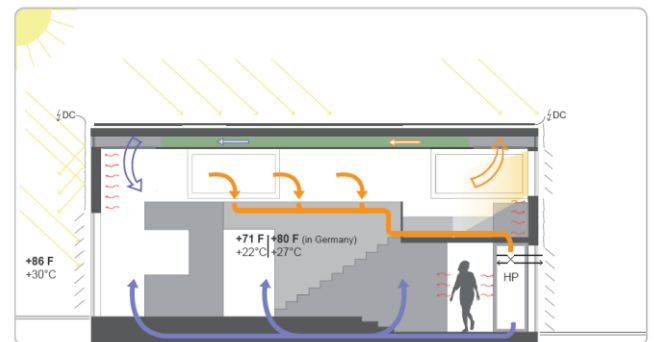 DC
DC
+71 F +80 F (in Germany)
+22°C +27°C
+86 F
+30°C
HP